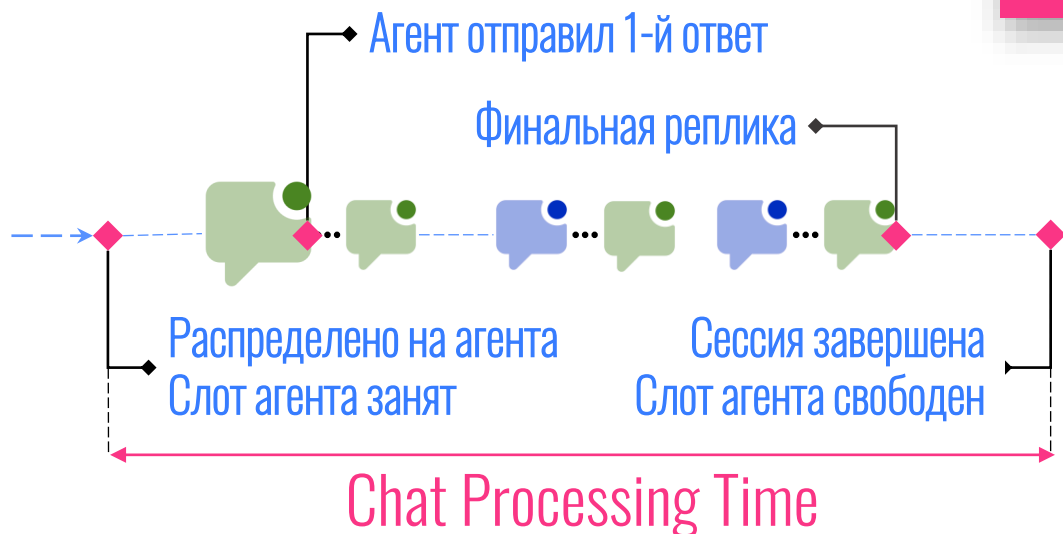 Агент отправил 1-й ответ
Финальная реплика
Распределено на агента
Слот агента занят
Сессия завершена
Слот агента свободен
Chat Processing Time